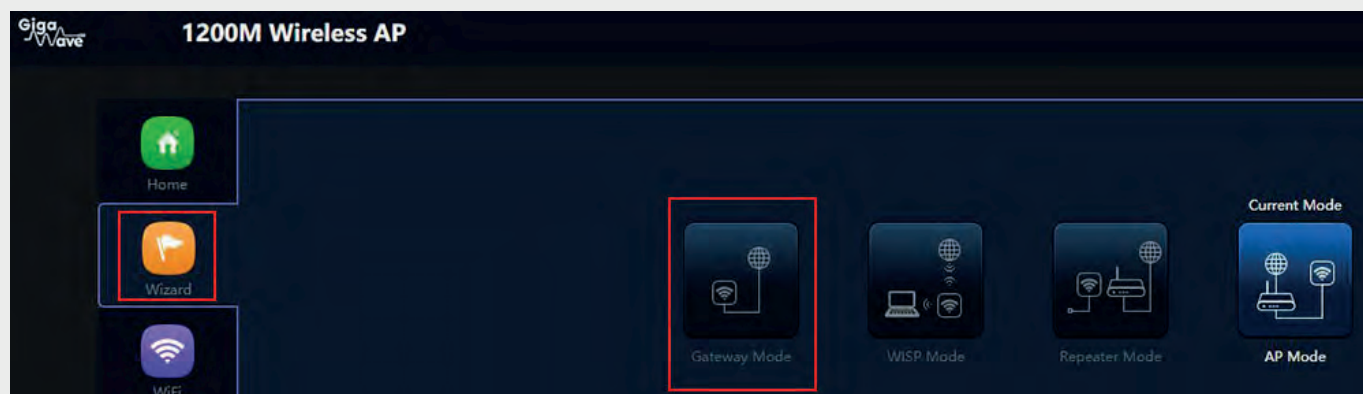 Giga
Wave
1200M Wireless AP
Home
Wizard
WiFi
Current Mode
Gateway Mode
WISP Mode
Repeater Mode
AP Mode